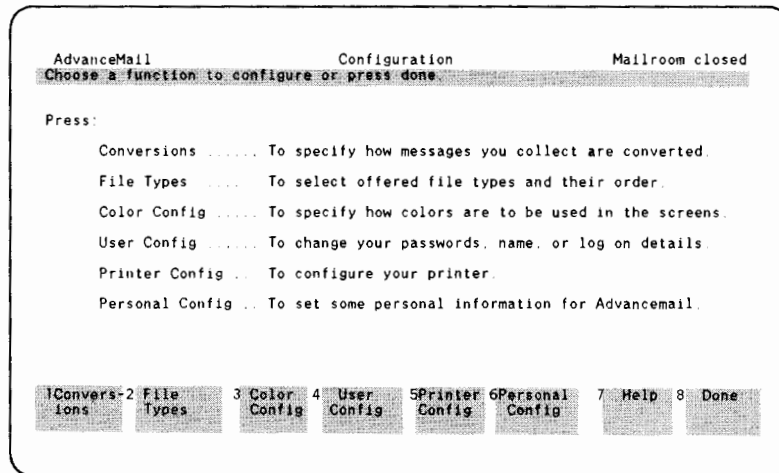 AdvanceMail Configuration Mailroom closed
Choose a function to configure or press done.
Press:
Conversions ...... To specify how messages you collect are converted.
File Types .... To select offered file types and their order.
Color Config ..... To specify how colors are to be used in the screens.
User Config ...... To change your passwords, name, or log on details.
Printer Config .. To configure your printer.
Personal Config .. To set some personal information for Advancemail.
1Convers- 2 File 3 Color 4 User 5Printer 6Personal 7 Help 8 Done
ions Types Config Config Config Config